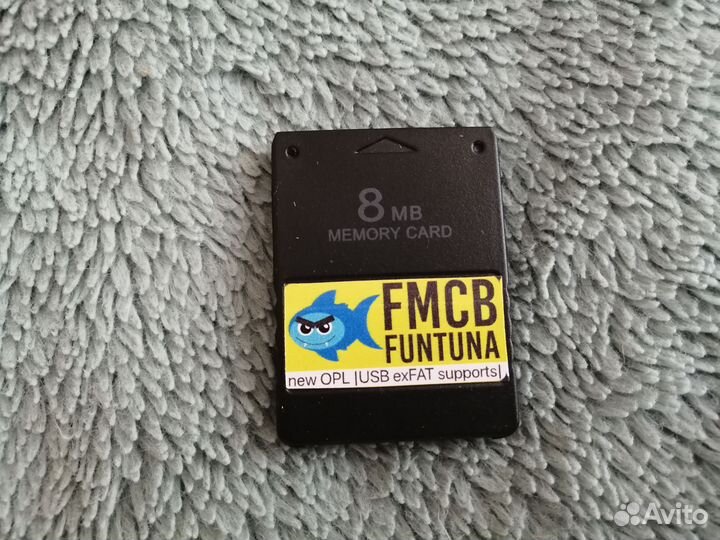 8 MB
MEMORY CARD
FMCB
FUNTUNA
new OPL |USB exFAT supports|
Avito